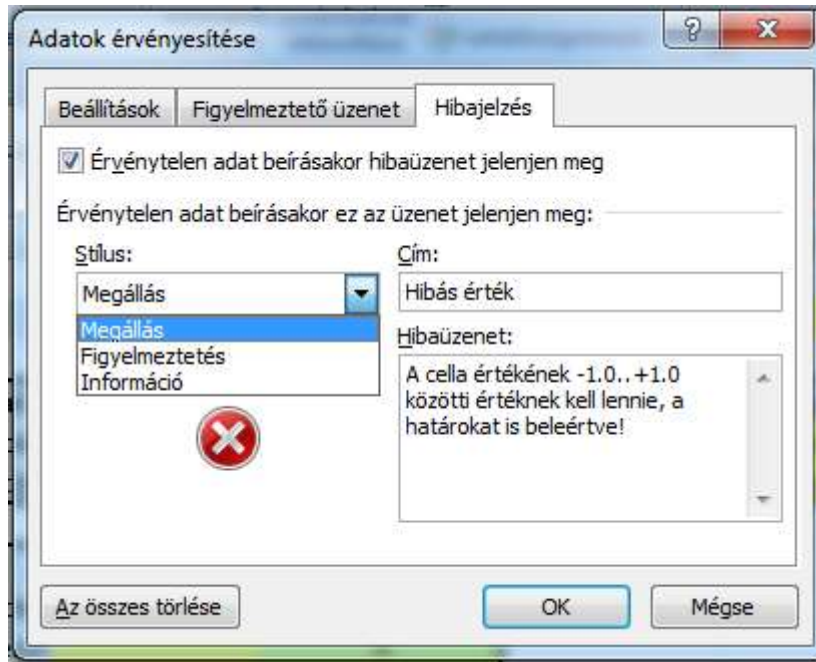 Adatok érvényesítése
Beállítások
Figyelmeztető üzenet
Hibajelzés
Érvénytelen adat beírásakor hibaüzenet jelenjen meg
Érvénytelen adat beírásakor ez az üzenet jelenjen meg:
Stílus:
Megállás
Megállás
Figyelmeztetés
Információ
Cím:
Hibás érték
Hibaüzenet:
A cella értékének -1.0..+1.0
közötti értéknek kell lennie, a
határokat is beleértve!
Az összes törlése
OK
Mégse